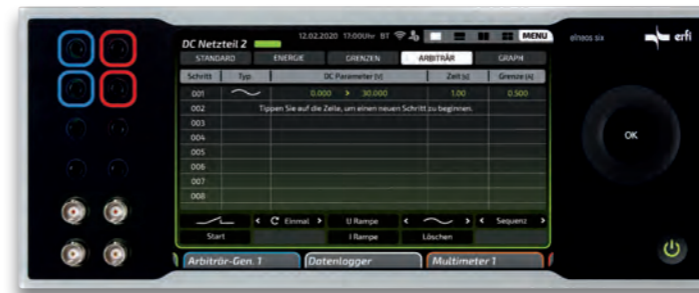 DC Netzteil 2 12.02.2020 17:00Uhr BT MENU
elneos six erfi
STANDARD ENERGIE GRENZEN ARBITRÄR GRAPH
Schritt Typ. DC Parameter [V] Zeit [s] Grenze [A]
001 0.000 > 30.000 1.00 0.500
002 Tippen Sie auf die Zeile, um einen neuen Schritt zu beginnen.
003
004
005
006
007
008
OK
< Einmal > U Rampe < > < Sequenz >
Start I Rampe Löschen
Arbiträr-Gen. 1 Datenlogger Multimeter 1